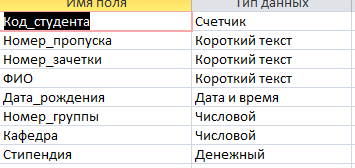 Имя поля Тип данных
Код_студента Счетчик
Номер_пропуска Короткий текст
Номер_зачетки Короткий текст
ФИО Короткий текст
Дата_рождения Дата и время
Номер_группы Числовой
Кафедра Числовой
Стипендия Денежный